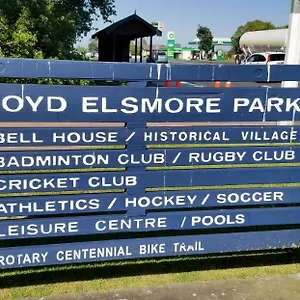 OYD ELSMORE PARK
BELL HOUSE / HISTORICAL VILLAGE
BADMINTON CLUB / RUGBY CLUB
CRICKET CLUB
ATHLETICS / HOCKEY / SOCCER
LEISURE CENTRE / POOLS
ROTARY CENTENNIAL BIKE TRAIL